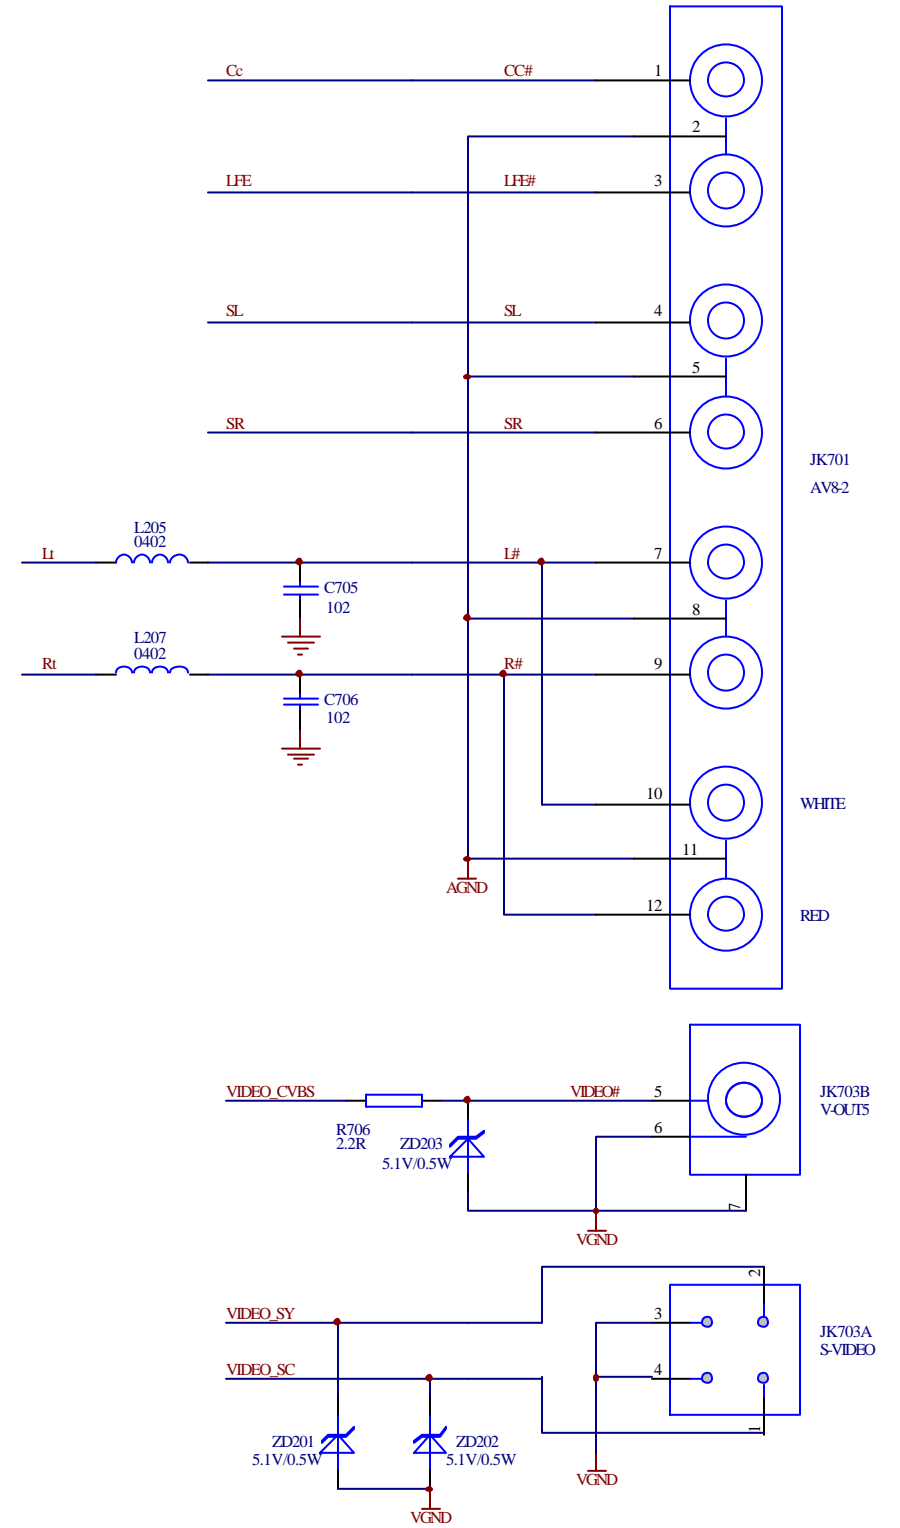 Cc CC# 1
2
LFE LFE# 3
SL SL 4
5
SR SR 6
JK701
AV8-2
L205
0402
Lt L# 7
C705
102
8
L207
0402
Rt R# 9
C706
102
10 WHITE
11
AGND
12 RED
VIDEO_CVBS VIDEO# 5 JK703B
V-OUT5
6
R706
2.2R
ZD203
5.1V/0.5W
7
VGND
2
VIDEO_SY 3 JK703A
S-VIDEO
VIDEO_SC 4
1
ZD201 ZD202
5.1V/0.5W 5.1V/0.5W
VGND
VGND